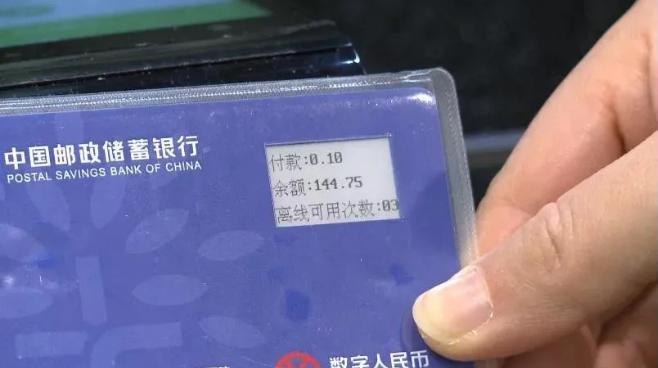 中国邮政储蓄银行
POSTAL SAVINGS BANK OF CHINA
付款:0.10
余额:144.75
离线可用次数:03
数字人民币